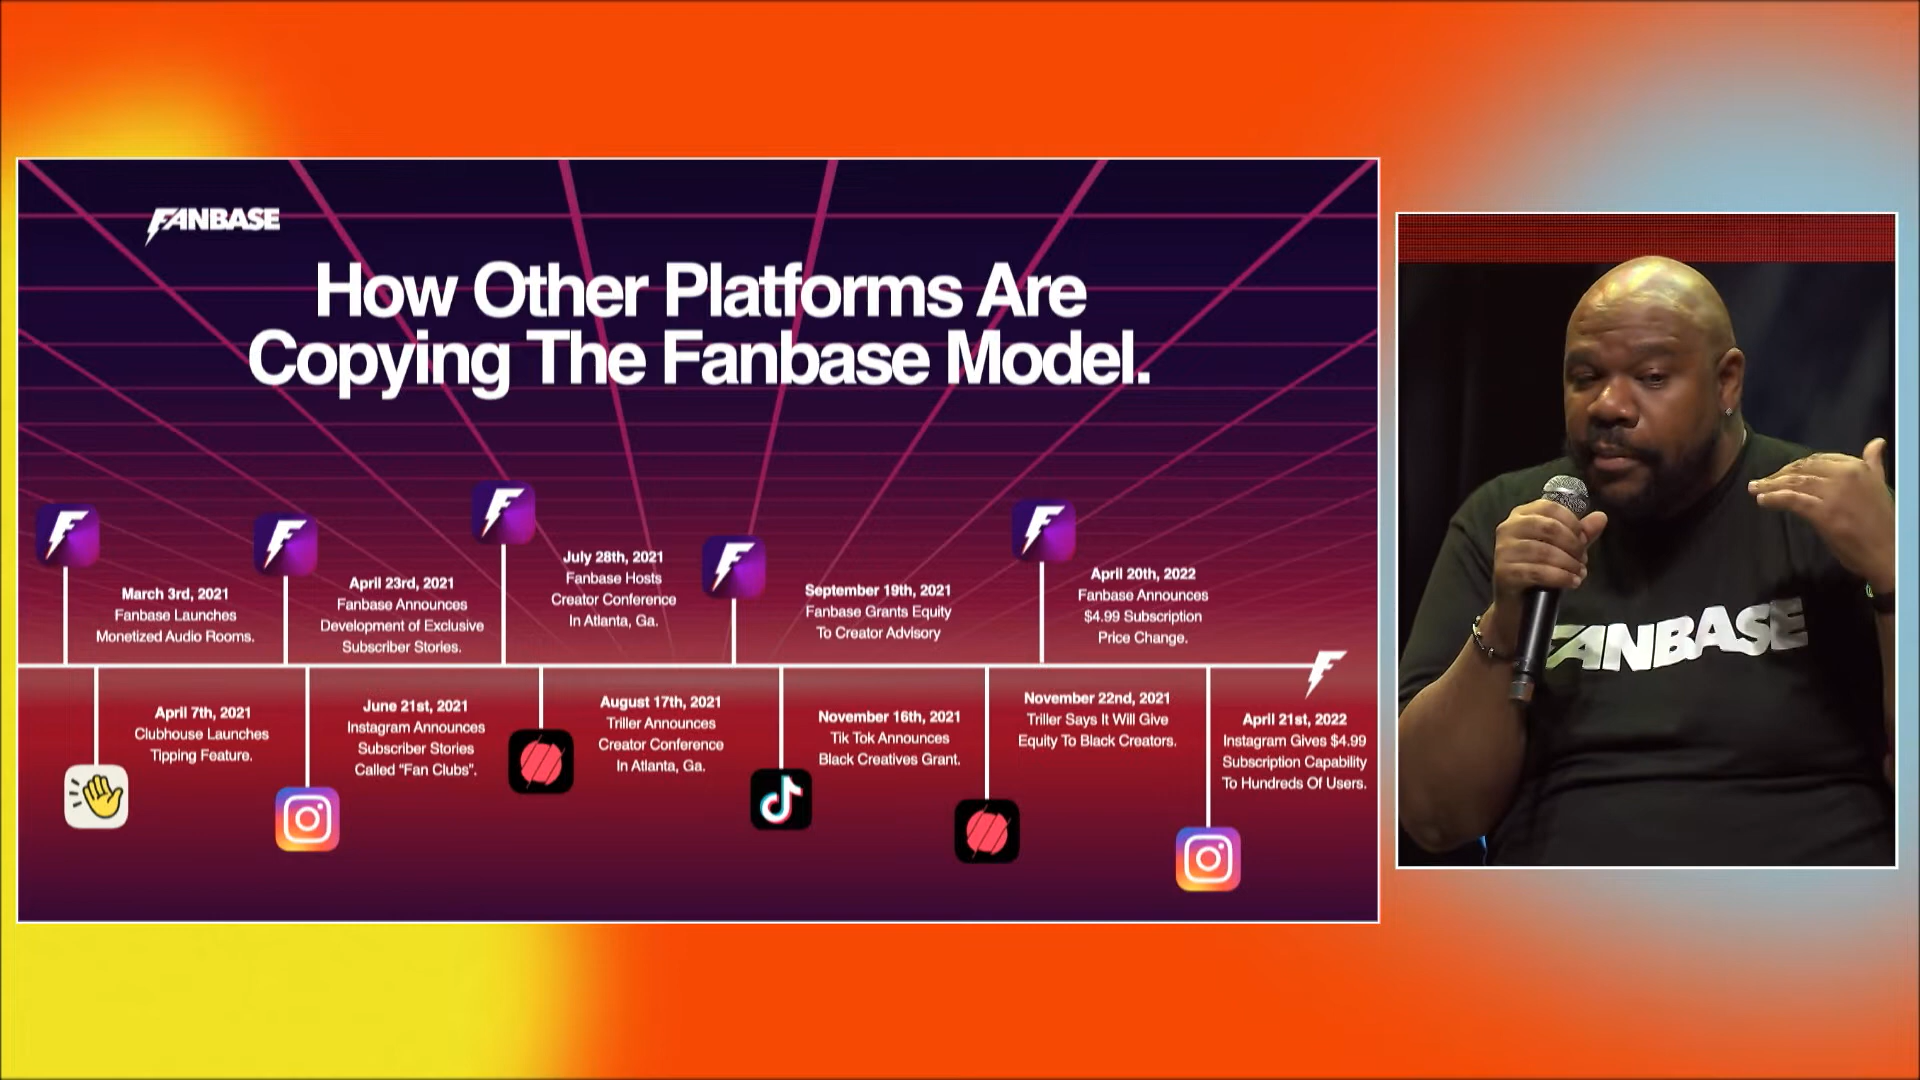 FANBASE
How Other Platforms Are
Copying The Fanbase Model.
March 3rd, 2021
Fanbase Launches
Monetized Audio Rooms.
April 23rd, 2021
Fanbase Announces
Development of Exclusive
Subscriber Stories.
July 28th, 2021
Fanbase Hosts
Creator Conference
In Atlanta, Ga.
September 19th, 2021
Fanbase Grants Equity
To Creator Advisory
April 20th, 2022
Fanbase Announces
$4.99 Subscription
Price Change.
April 7th, 2021
Clubhouse Launches
Tipping Feature.
June 21st, 2021
Instagram Announces
Subscriber Stories
Called “Fan Clubs”.
August 17th, 2021
Triller Announces
Creator Conference
In Atlanta, Ga.
November 16th, 2021
Tik Tok Announces
Black Creatives Grant.
November 22nd, 2021
Triller Says It Will Give
Equity To Black Creators.
April 21st, 2022
Instagram Gives $4.99
Subscription Capability
To Hundreds Of Users.
FANBASE